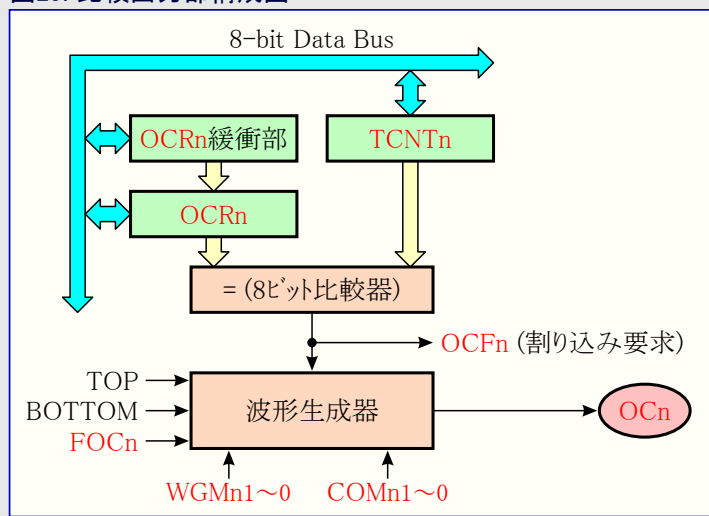 8-bit Data Bus
OCRn緩衝部
TCNTn
OCRn
= (8ﾋﾞｯﾄ比較器)
OCFn (割り込み要求)
TOP
BOTTOM
FOCn
波形生成器
OCn
WGMn1～0
COMn1～0